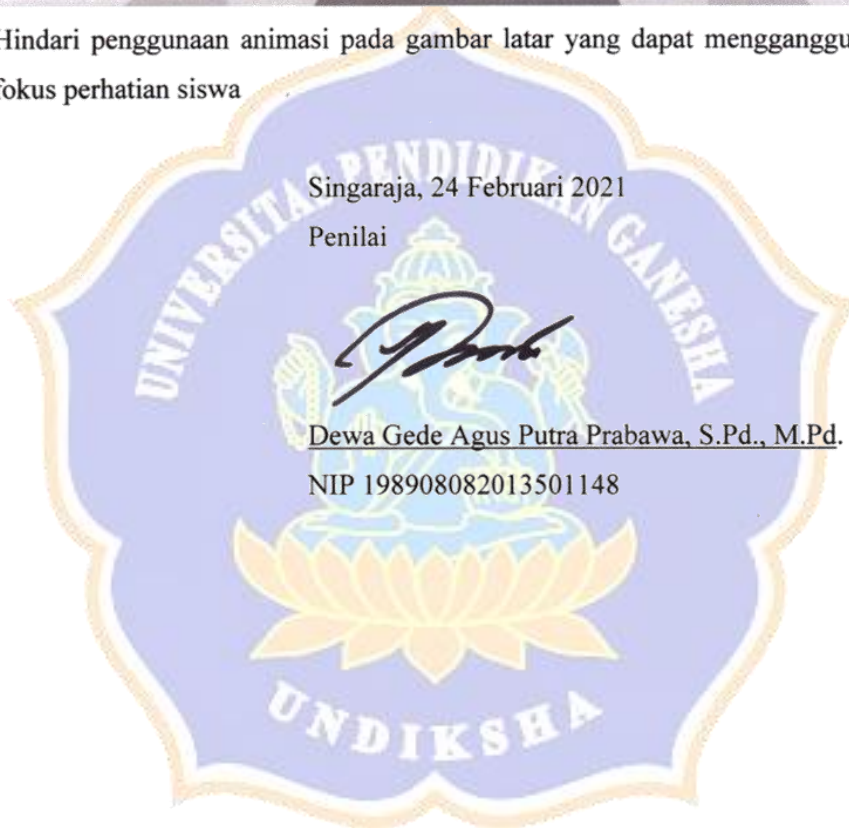 Hindari penggunaan animasi pada gambar latar yang dapat mengganggu
fokus perhatian siswa
Singaraja, 24 Februari 2021
Penilai
Dewa Gede Agus Putra Prabawa, S.Pd., M.Pd.
NIP 198908082013501148
UNIVERSITAS PENDIDIKAN GANESHA
UNDIKSHA